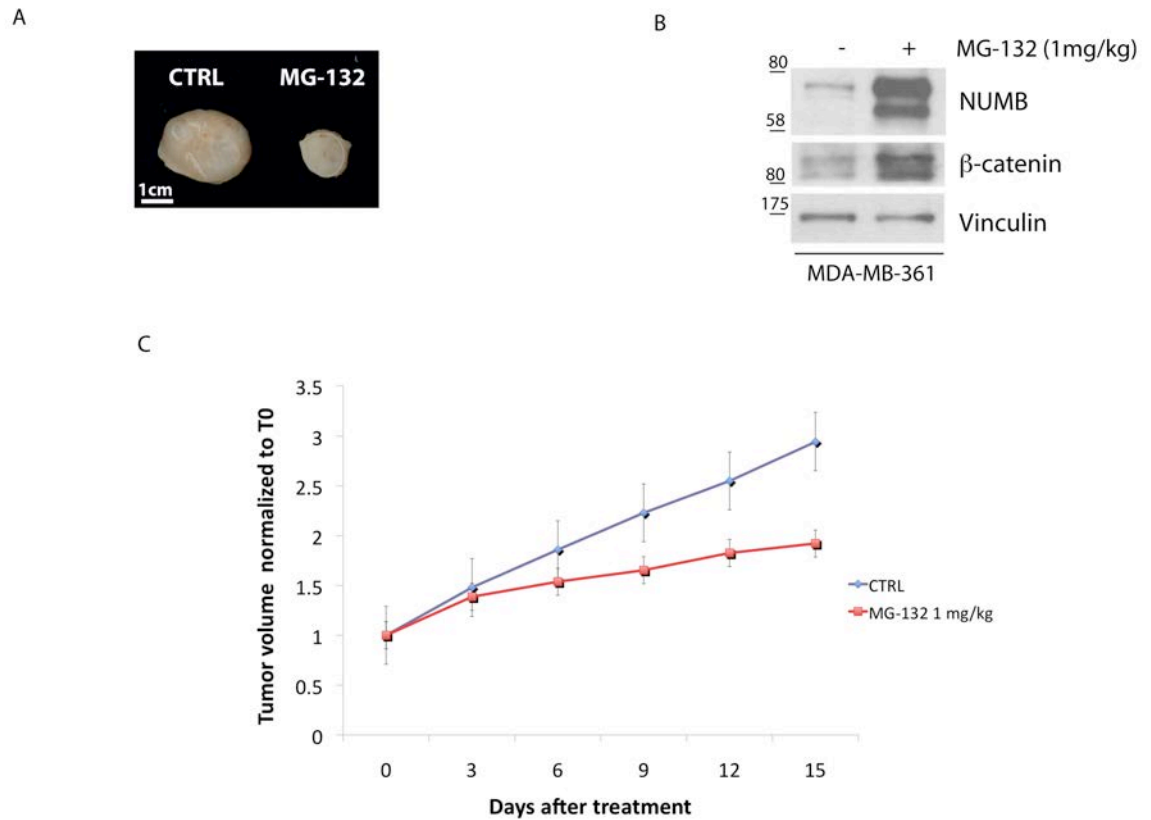 A
CTRL MG-132
1cm
B
- + MG-132 (1mg/kg)
80
NUMB
58
β-catenin
80
175
Vinculin
MDA-MB-361
C
Tumor volume normalized to T0
3.5
3
2.5
2
1.5
1
0.5
0
CTRL
MG-132 1 mg/kg
0 3 6 9 12 15
Days after treatment